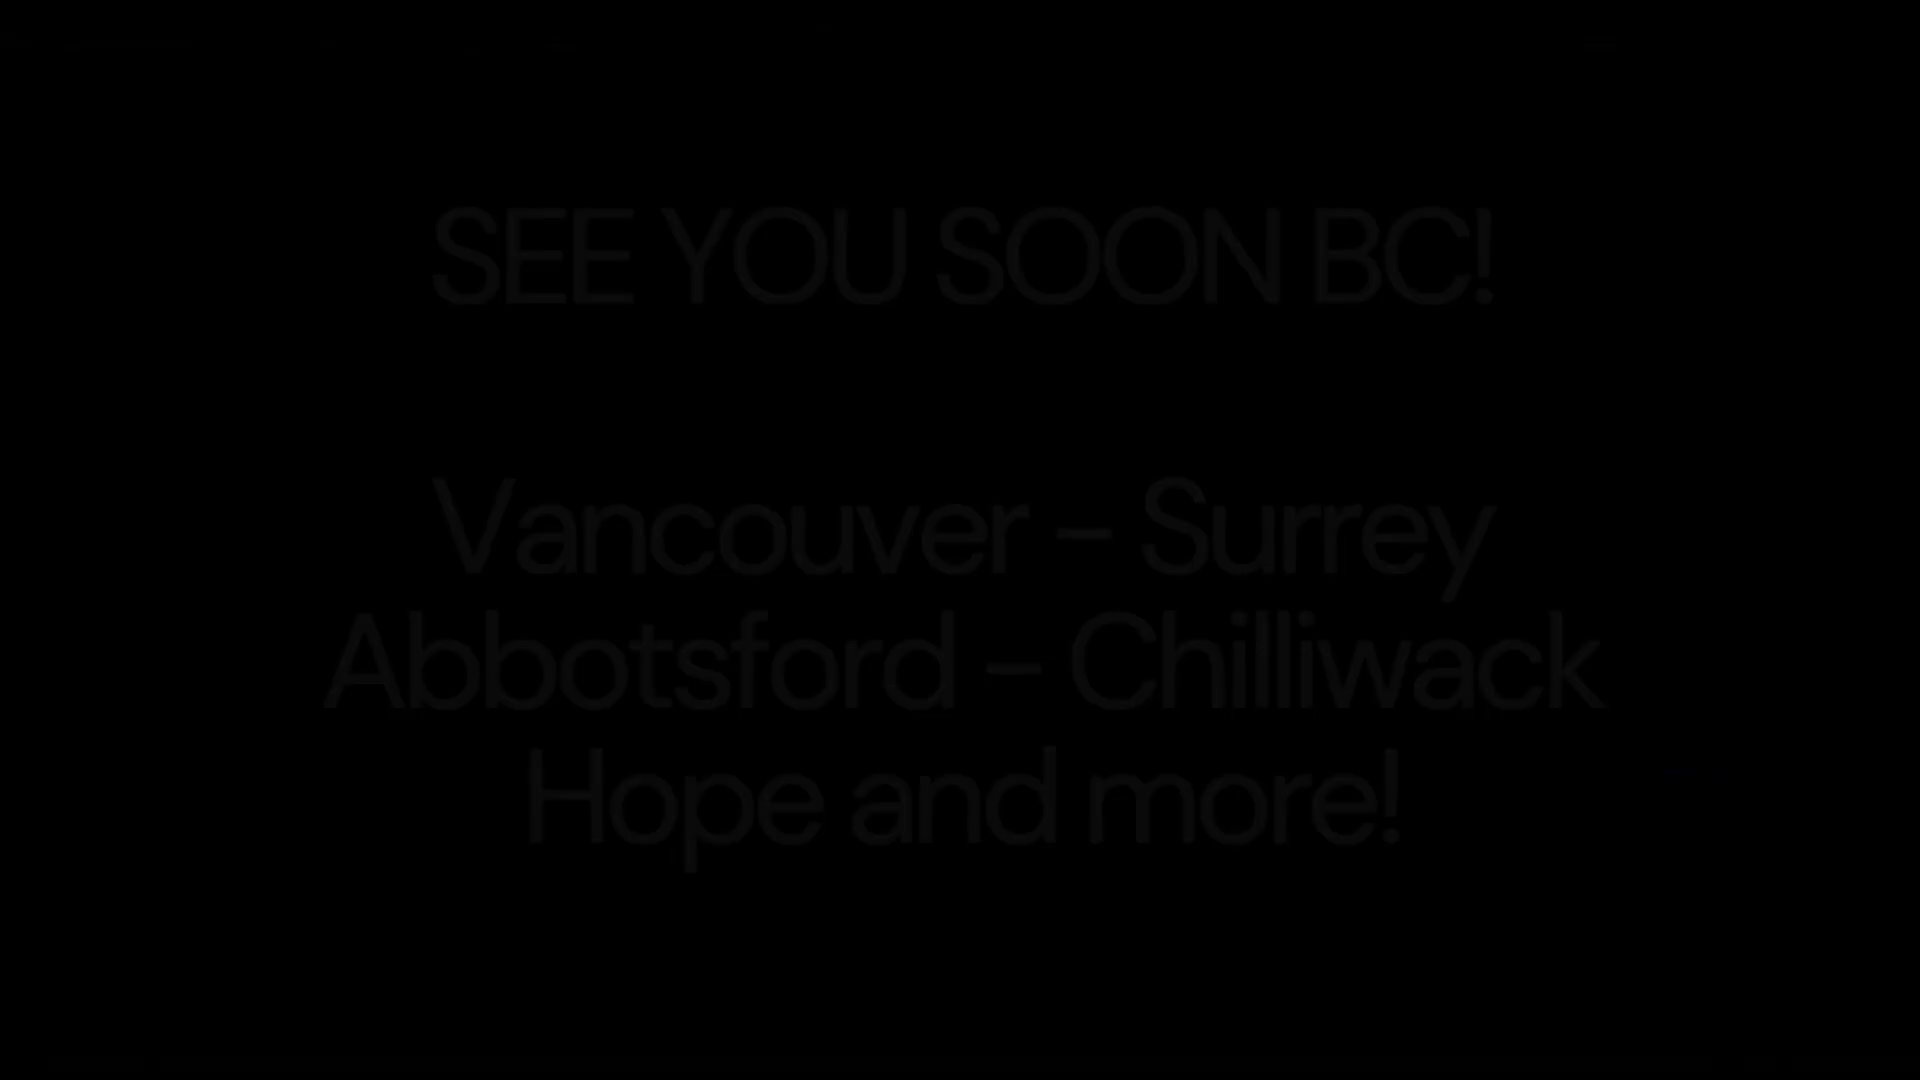 SEE YOU SOON BC!
Vancouver - Surrey
Abbotsford - Chilliwack
Hope and more!